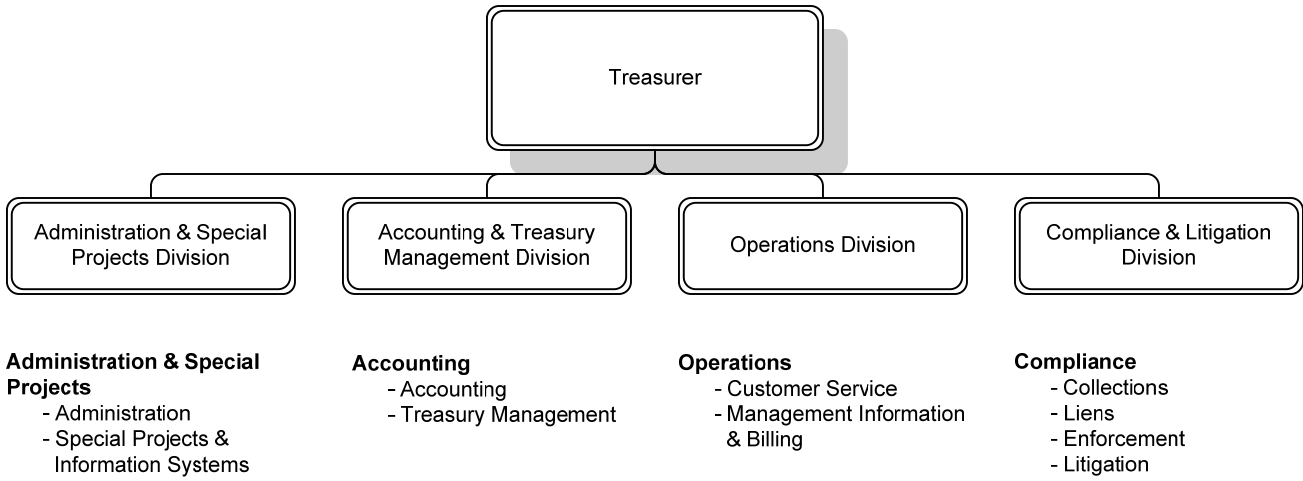 Treasurer
Administration & Special
Projects Division
Accounting & Treasury
Management Division
Operations Division
Compliance & Litigation
Division
Administration & Special
Projects
- Administration
- Special Projects &
Information Systems
Accounting
- Accounting
- Treasury Management
Operations
- Customer Service
- Management Information
& Billing
Compliance
- Collections
- Liens
- Enforcement
- Litigation